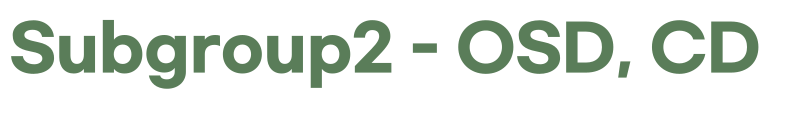 Subgroup2 - OSD, CD